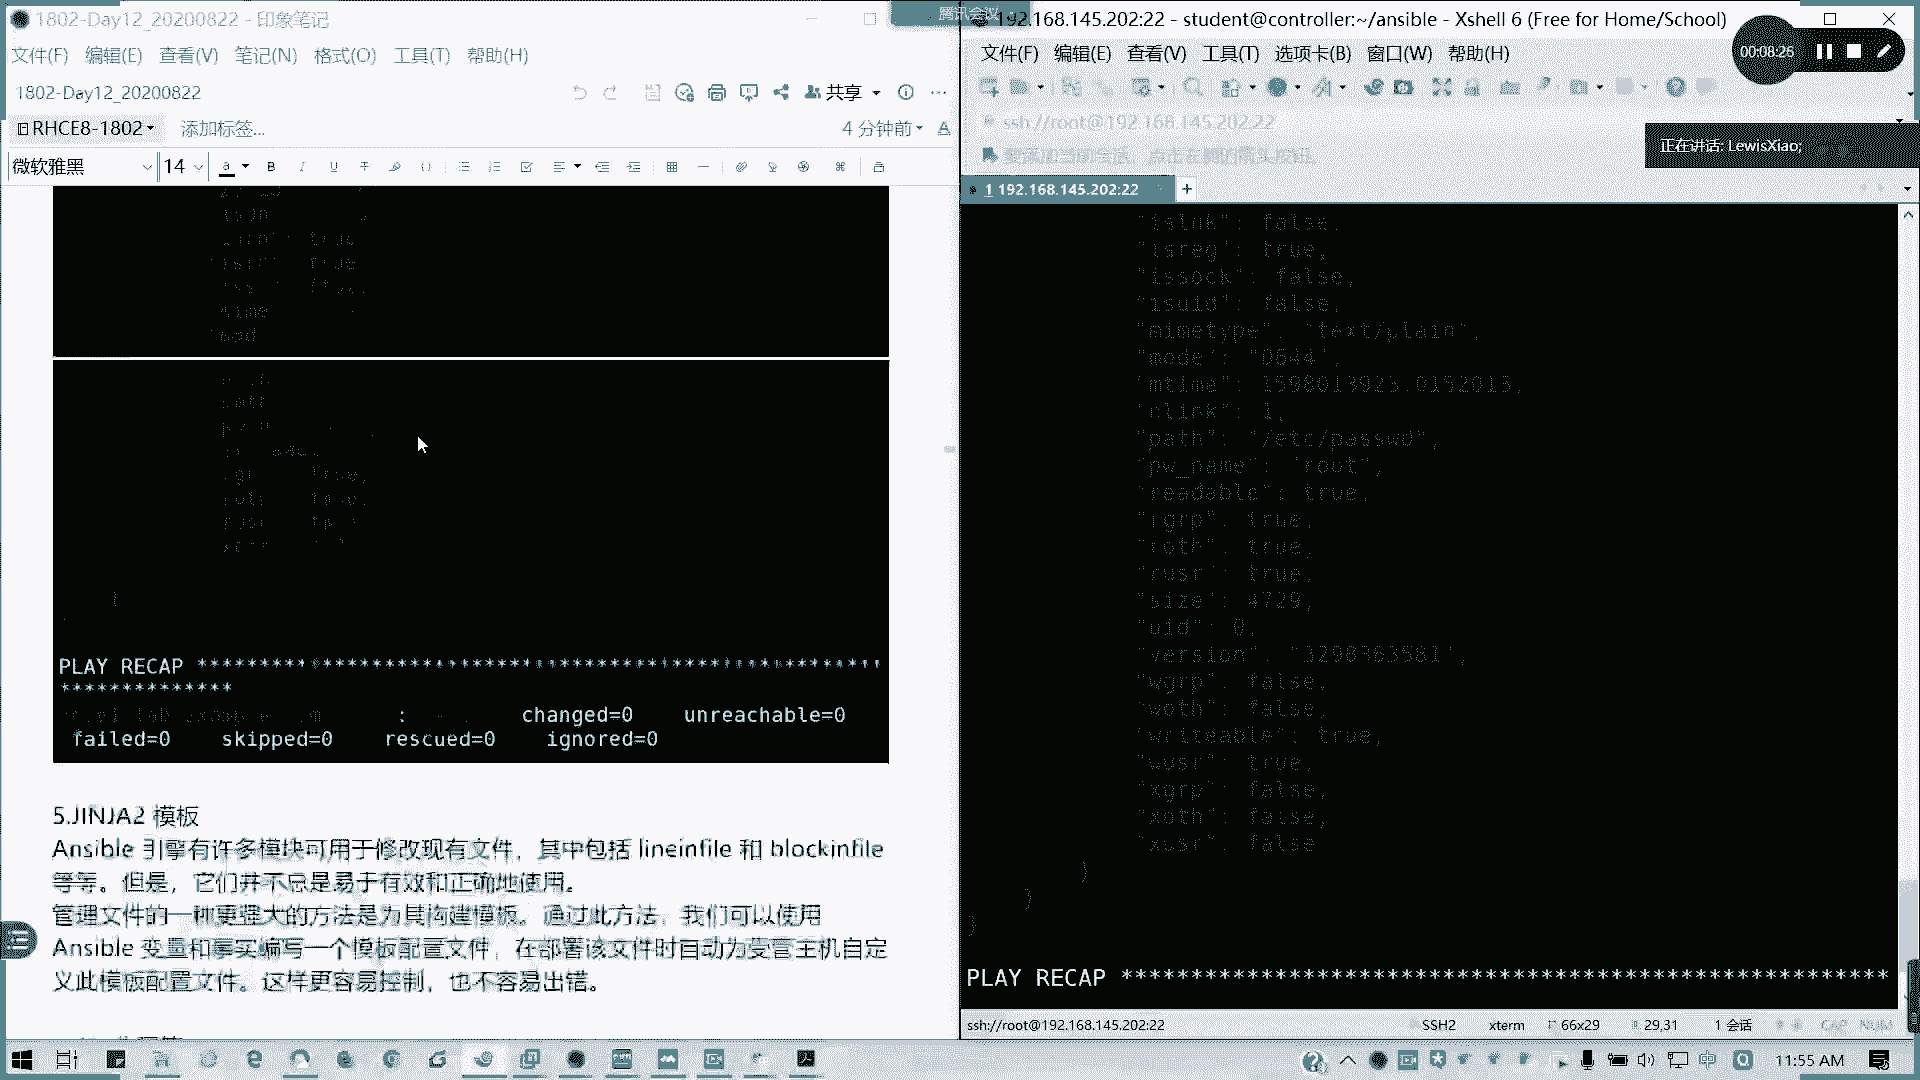 1802-Day12_20200822 - 印象笔记
文件(F) 编辑(E) 查看(V) 笔记(N) 格式(O) 工具(T) 帮助(H)
1802-Day12_20200822
共享
RHCE8-1802
添加标签...
4 分钟前
微软雅黑
14
PLAY RECAP
changed=0 unreachable=0
failed=0 skipped=0 rescued=0 ignored=0
5.JINJA2 模板
Ansible 引擎有许多模块可用于修改现有文件，其中包括 lineinfile 和 blockinfile
等等。但是，它们并不总是易于有效和正确地使用。
管理文件的一种更强大的方法是为其构建模板。通过此方法，我们可以使用
Ansible 变量和事实编写一个模板配置文件，在部署该文件时自动为受管主机自定
义此模板配置文件。这样更容易控制，也不容易出错。
腾讯会议
192.168.145.202:22 - student@controller:~/ansible - Xshell 6 (Free for Home/School)
文件(F) 编辑(E) 查看(V) 工具(T) 选项卡(B) 窗口(W) 帮助(H)
00:08:26
ssh://root@192.168.145.202:22
要添加当前会话，点击左侧的箭头按钮
正在讲话: LewisXiao;
1 192.168.145.202:22
"islnk": false,
"isreg": true,
"issock": false,
"isuid": false,
"mimetype": "text/plain",
"mode": "0644",
"mtime": 1598013923.0152013,
"nlink": 1,
"path": "/etc/passwd",
"pw_name": "root",
"readable": true,
"rgrp": true,
"roth": true,
"rusr": true,
"size": 4729,
"uid": 0,
"version": "3298363581",
"wgrp": false,
"woth": false,
"writeable": true,
"wusr": true,
"xgrp": false,
"xoth": false,
"xusr": false
}
}
}
PLAY RECAP
ssh://root@192.168.145.202:22
SSH2
xterm
66x29
29,31
1 会话
CAP NUM
11:55 AM